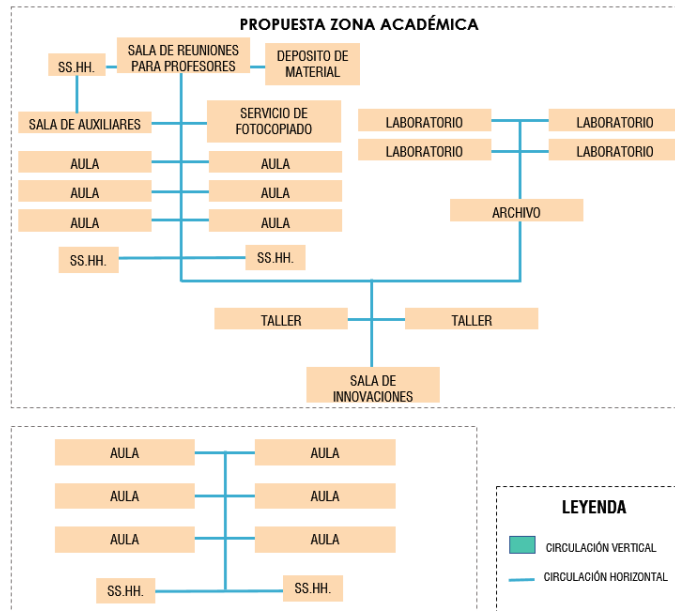 PROPUESTA ZONA ACADÉMICA
SALA DE REUNIONES
PARA PROFESORES
DEPOSITO DE
MATERIAL
SS.HH.
SALA DE AUXILIARES
SERVICIO DE
FOTOCOPIADO
LABORATORIO
LABORATORIO
LABORATORIO
LABORATORIO
AULA
AULA
AULA
AULA
AULA
AULA
ARCHIVO
SS.HH.
SS.HH.
TALLER
TALLER
SALA DE
INNOVACIONES
AULA
AULA
AULA
AULA
AULA
AULA
SS.HH.
SS.HH.
LEYENDA
CIRCULACIÓN VERTICAL
CIRCULACIÓN HORIZONTAL